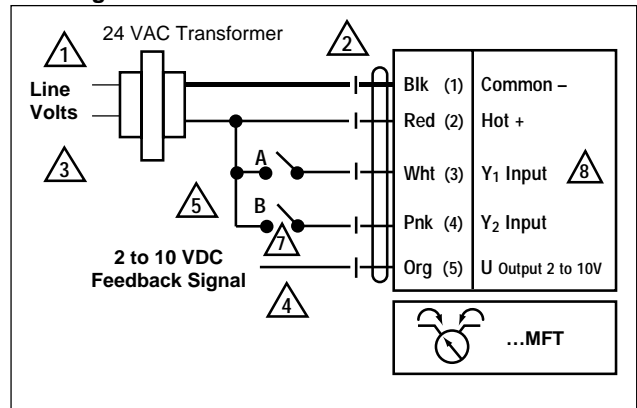 24 VAC Transformer
1
2
Line
Volts
3
Blk (1) Common –
Red (2) Hot +
A
Wht (3) Y₁ Input 8
5
B
7
Pnk (4) Y₂ Input
2 to 10 VDC
Feedback Signal
4
Org (5) U Output 2 to 10V
...MFT